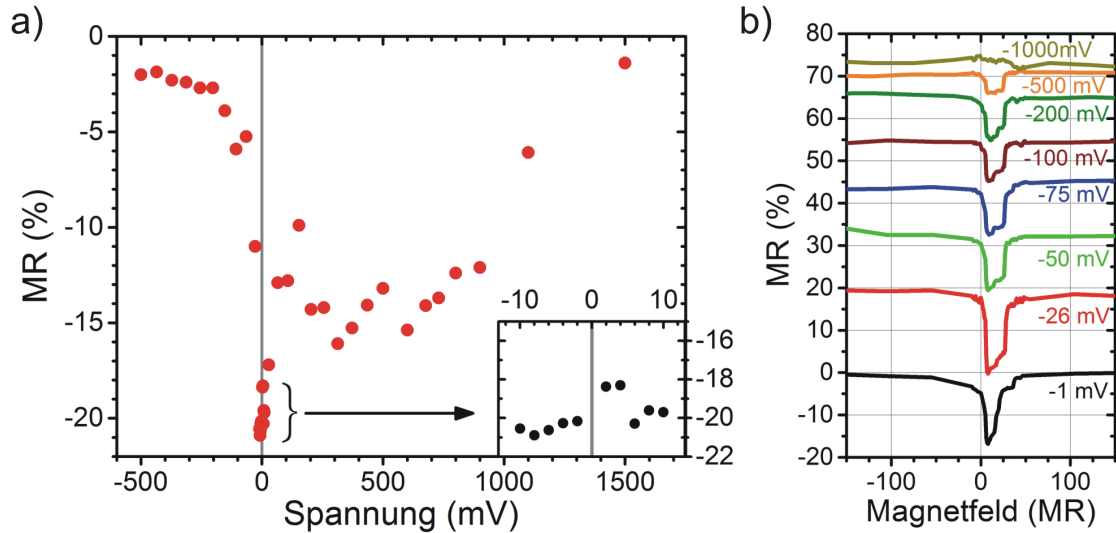 a)
MR (%)
0
-5
-10
-15
-20
-500 0 500 1000 1500
Spannung (mV)
-10 0 10
-16
-18
-20
-22
b)
MR (%)
80
70
60
50
40
30
20
10
0
-10
-20
-1000mV
-500 mV
-200 mV
-100 mV
-75 mV
-50 mV
-26 mV
-1 mV
-100 0 100
Magnetfeld (MR)